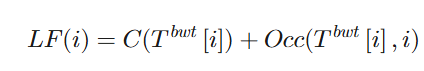 LF(i) = C(T^{bwt} [i]) + Occ(T^{bwt} [i] , i)